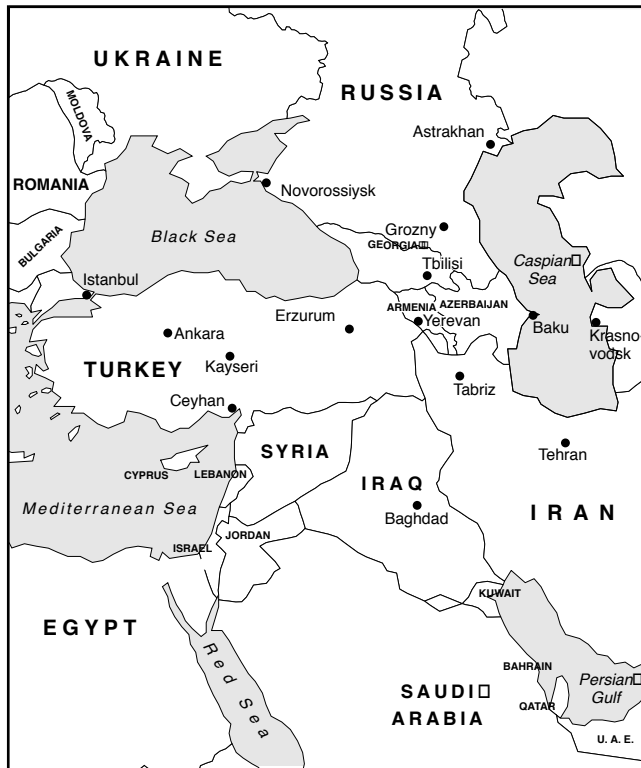 UKRAINE
MOLDOVA
RUSSIA
Astrakhan
ROMANIA
Novorossiysk
BULGARIA
Black Sea
Grozny
GEORGIA
Tbilisi
Caspian
Sea
Istanbul
ARMENIA
AZERBAIJAN
Erzurum
Yerevan
Baku
Krasno-
vodsk
Ankara
TURKEY
Kayseri
Tabriz
Ceyhan
SYRIA
Tehran
CYPRUS
LEBANON
IRAQ
Mediterranean Sea
Baghdad
IRAN
ISRAEL
JORDAN
KUWAIT
EGYPT
Red Sea
BAHRAIN
Persian
Gulf
SAUDI
ARABIA
QATAR
U. A. E.